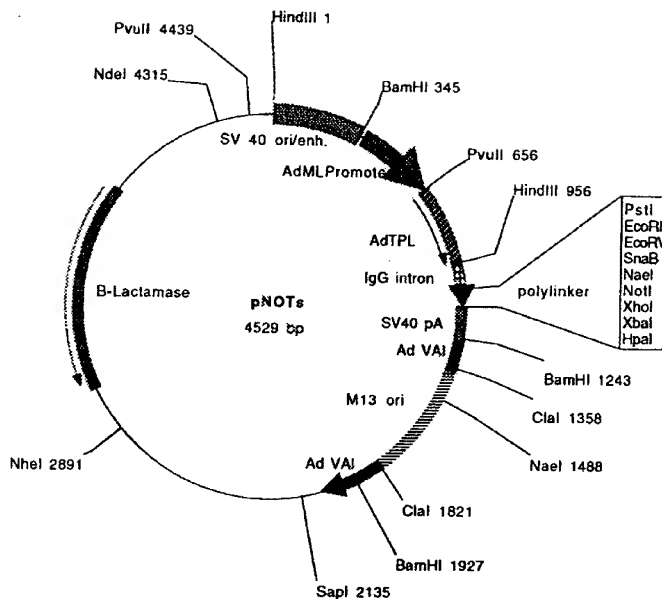 HindIII 1
PvuII 4439
NdeI 4315
BamHI 345
SV 40 ori/enh.
AdMLPromote
PvuII 656
HindIII 956
AdTPL
IgG intron
polylinker
PstI
EcoRI
EcoRV
SnaB
NaeI
NotI
XhoI
XbaI
HpaI
B-Lactamase
pNOTs
4529 bp
SV40 pA
Ad VAI
BamHI 1243
ClaI 1358
M13 ori
NaeI 1488
NheI 2891
Ad VAI
ClaI 1821
BamHI 1927
SapI 2135